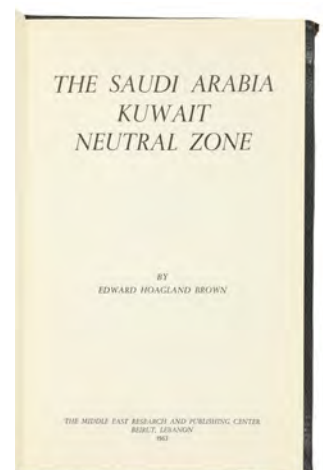 THE SAUDI ARABIA
KUWAIT
NEUTRAL ZONE
BY
EDWARD HOAGLAND BROWN
THE MIDDLE EAST RESEARCH AND PUBLISHING CENTER
BEIRUT, LEBANON
1963